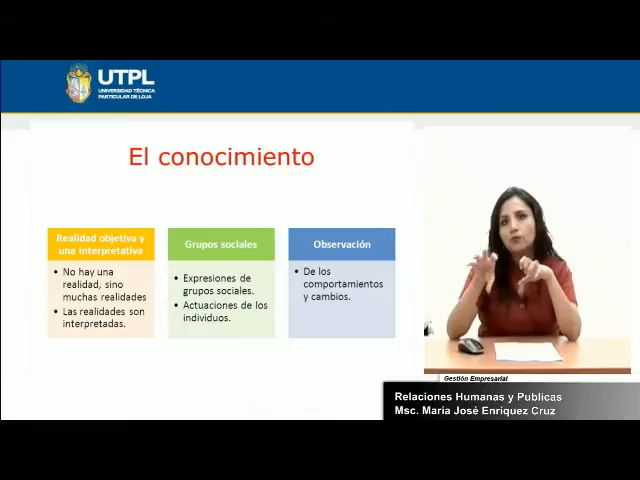 UTPL
UNIVERSIDAD TÉCNICA
PARTICULAR DE LOJA
El conocimiento
Realidad objetiva y
una interpretativa
• No hay una
realidad, sino
muchas realidades
• Las realidades son
interpretadas.
Grupos sociales
• Expresiones de
grupos sociales.
• Actuaciones de los
individuos.
Observación
• De los
comportamientos
y cambios.
Gestión Empresarial
Relaciones Humanas y Publicas
Msc. María José Enríquez Cruz